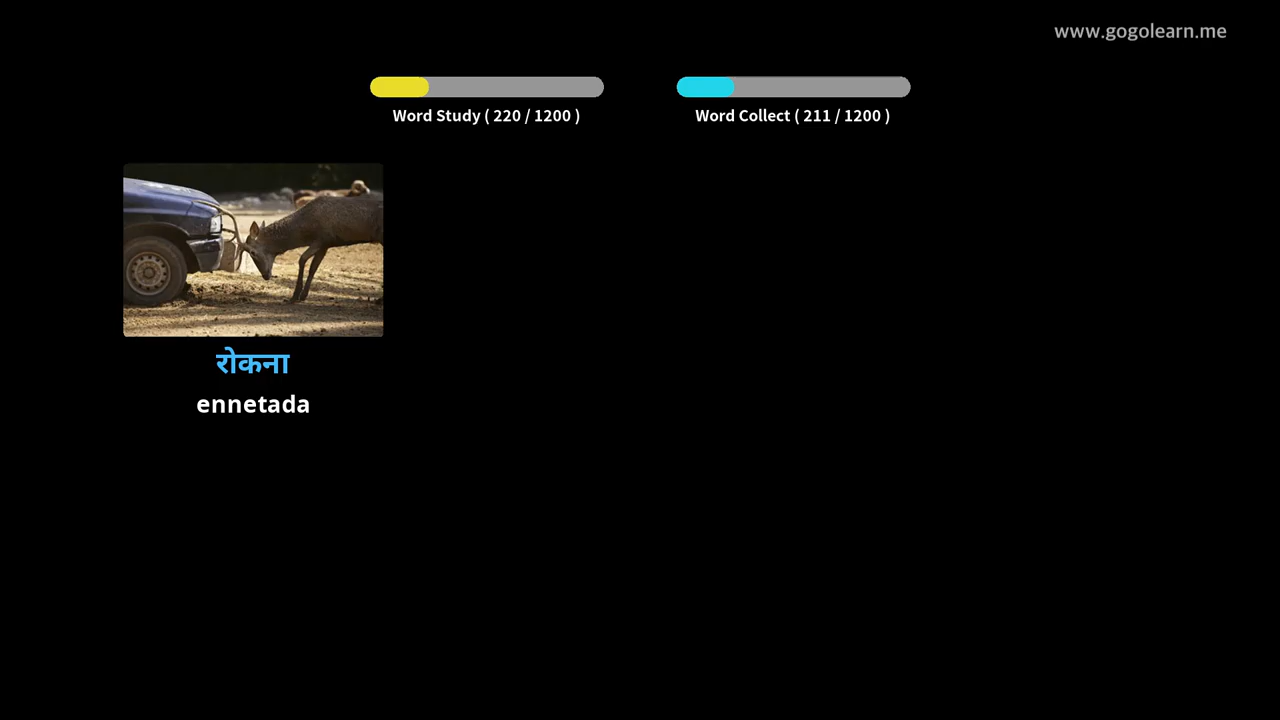 www.gogolearn.me
Word Study ( 220 / 1200 )
Word Collect ( 211 / 1200 )
रोकना
ennetada